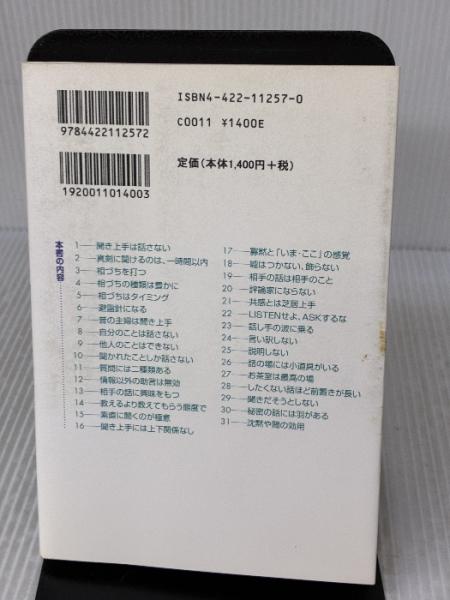 ISBN4-422-11257-0
9784422112572
C0011 ¥1400E
定価(本体1,400円+税)
1920011014003
本書の内容
1―聞き上手は話さない
2―真剣に聞けるのは、一時間以内
3―相づちを打つ
4―相づちの種類は豊かに
5―相づちはタイミング
6―避雷針になる
7―昔の主婦は聞き上手
8―自分のことは話さない
9―他人のことはできない
10―聞かれたことしか話さない
11―質問には二種類ある
12―情報以外の助言は無効
13―相手の話に興味をもつ
14―教えるより教えてもらう態度で
15―素直に聞くのが極意
16―聞き上手には上下関係なし
17―寡黙と「いま・ここ」の感覚
18―嘘はつかない、飾らない
19―相手の話は相手のこと
20―評論家にならない
21―共感とは芝居上手
22―LISTENせよ、ASKするな
23―話し手の波に乗る
24―言い訳しない
25―説明しない
26―話の場には小道具がいる
27―お茶室は最高の場
28―したくない話ほど前置きが長い
29―聞きだそうとしない
30―秘密の話には羽がある
31―沈黙や間の効用